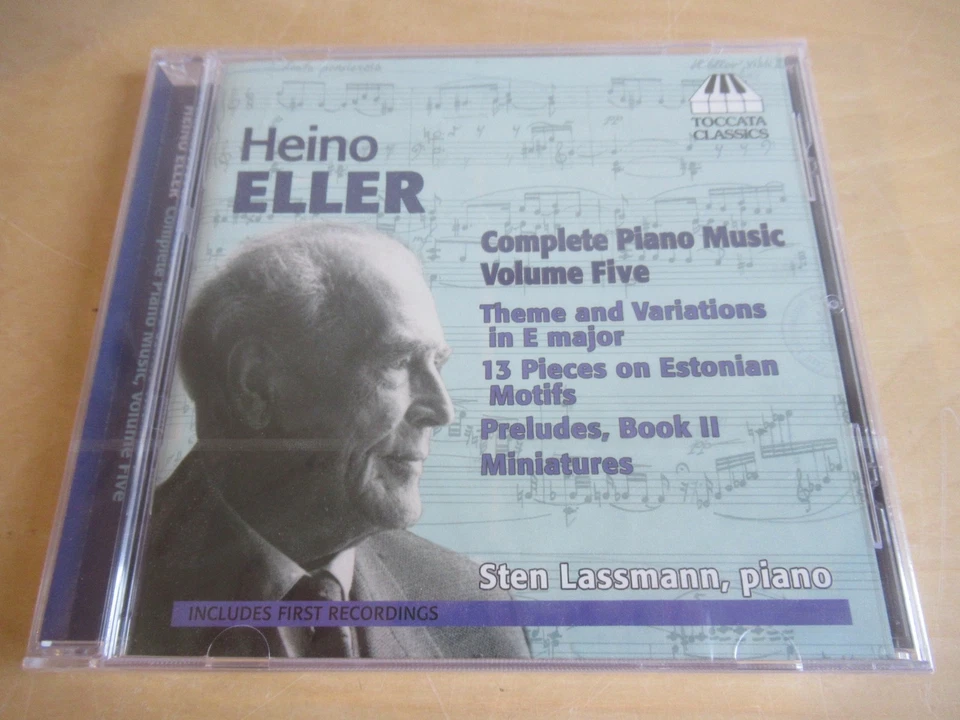 Heino
ELLER
TOCCATA
CLASSICS
Complete Piano Music
Volume Five
Theme and Variations
in E major
13 Pieces on Estonian
Motifs
Preludes, Book II
Miniatures
Sten Lassmann, piano
INCLUDES FIRST RECORDINGS
HEINO ELLER Complete Piano Music, Volume Five